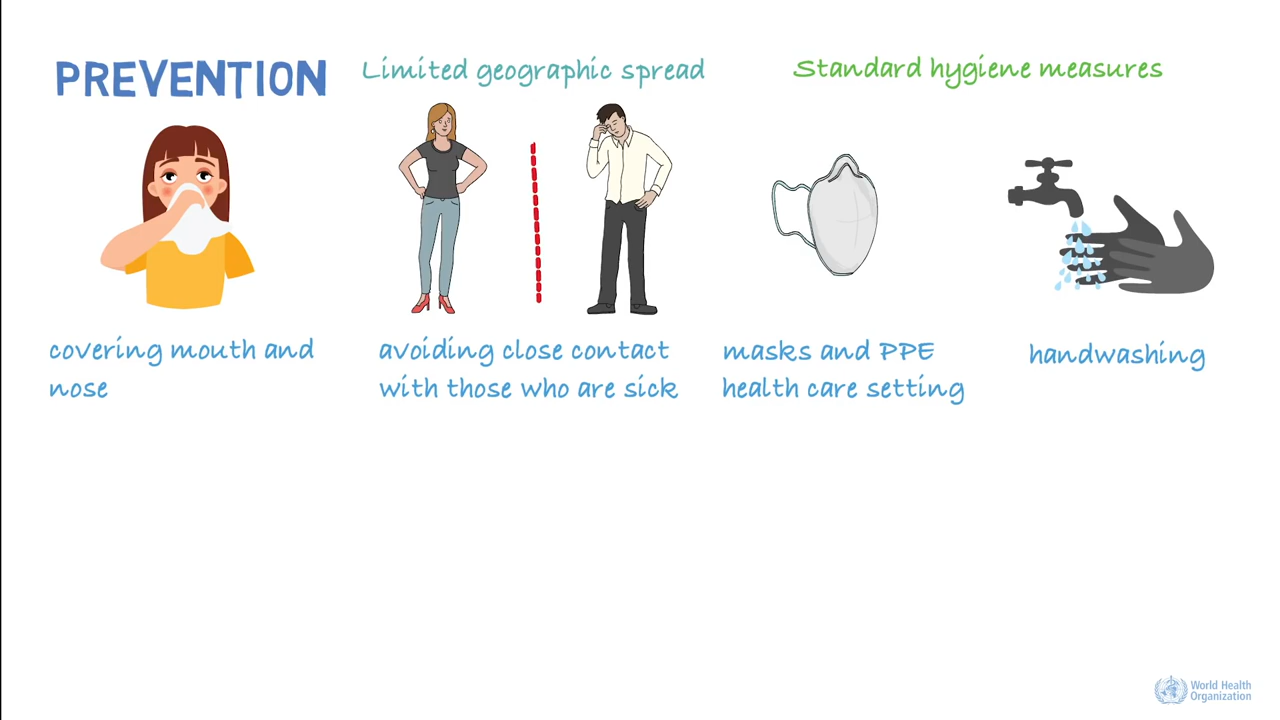 PREVENTION
Limited geographic spread
Standard hygiene measures
covering mouth and
nose
avoiding close contact
with those who are sick
masks and PPE
health care setting
handwashing
World Health
Organization